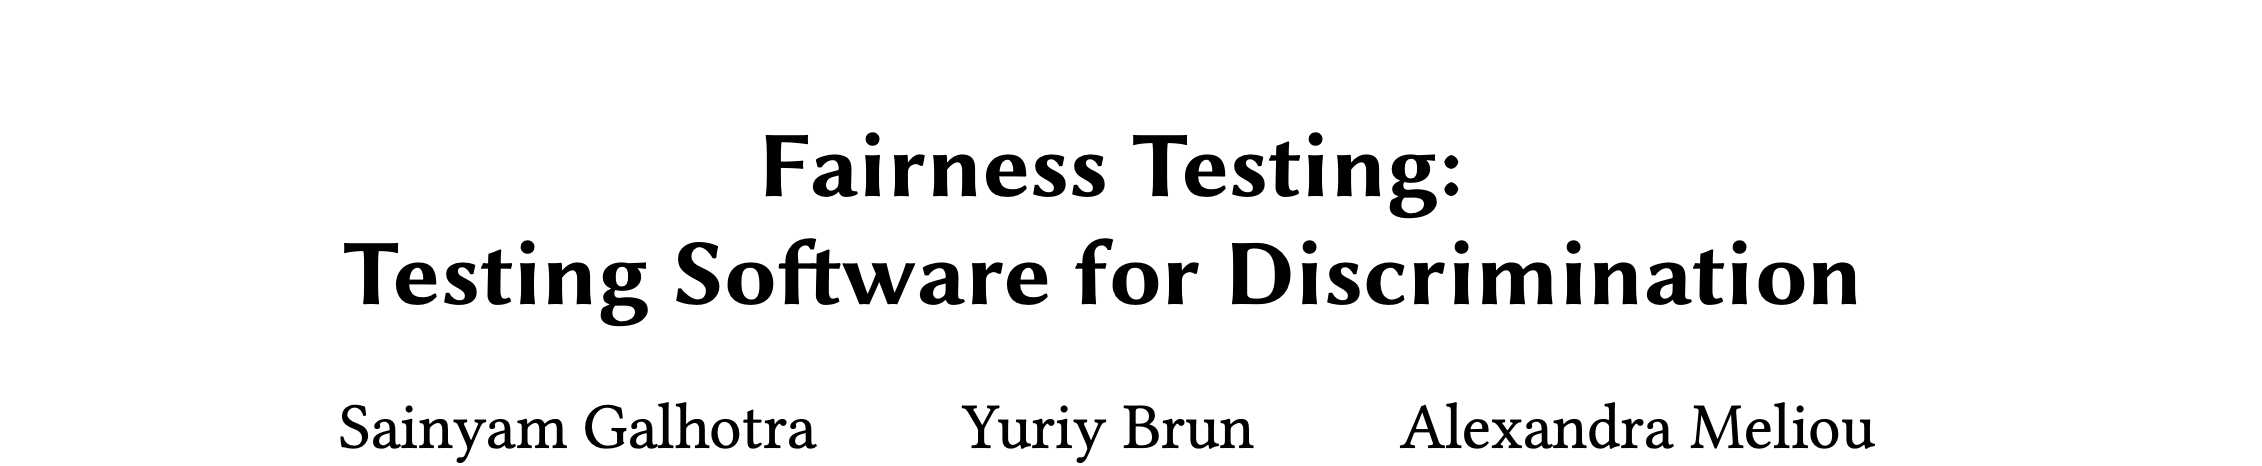 Fairness Testing:
Testing Software for Discrimination
Sainyam Galhotra Yuriy Brun Alexandra Meliou